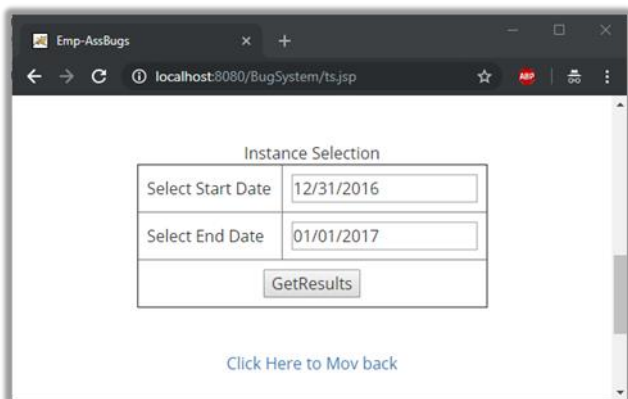 Emp-AssBugs
localhost:8080/BugSystem/ts.jsp
ABP
Instance Selection
Select Start Date 12/31/2016
Select End Date 01/01/2017
GetResults
Click Here to Mov back